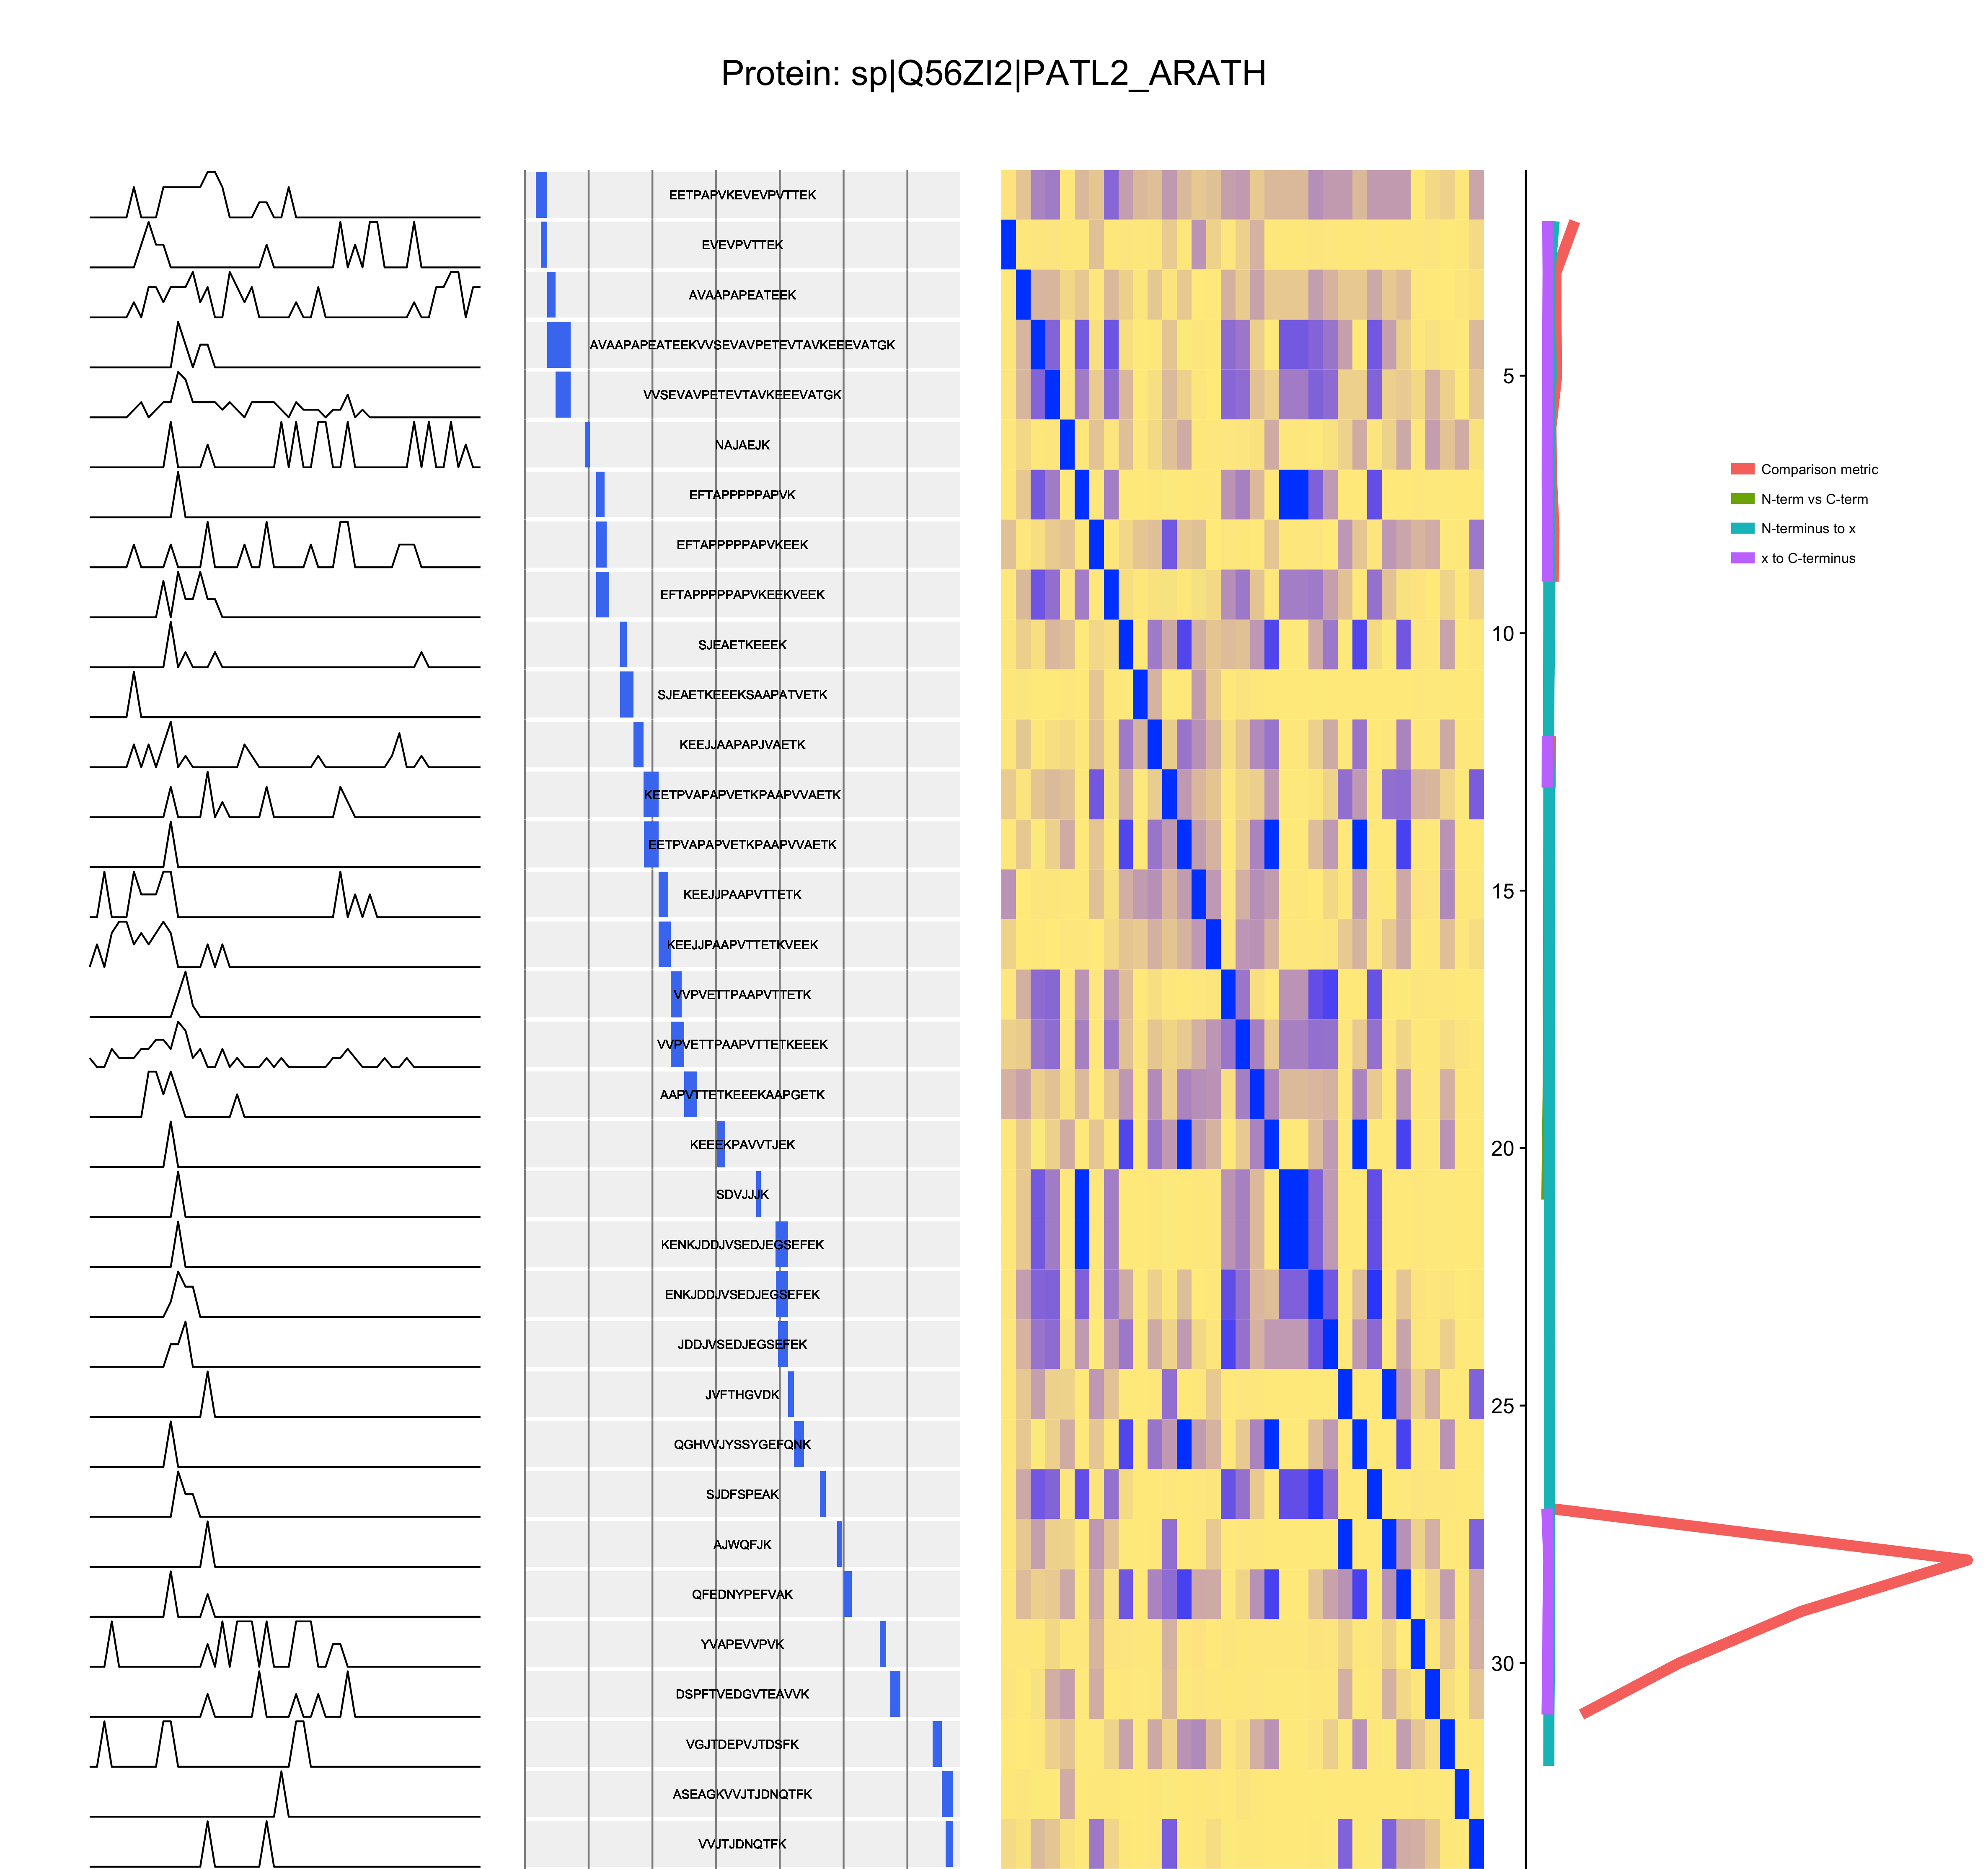 Protein: sp|Q56ZI2|PATL2_ARATH
EETPAPVKEVEVPVTTEK
EVEVPVTTEK
AVAAPAPEATEEK
AVAAPAPEATEEKVVSEVAVPETEVTAVKEEEVATGK
5
VVSEVAVPETEVTAVKEEEVATGK
NAJAEJK
Comparison metric
EFTAPPPPPAPVK
N-term vs C-term
N-terminus to x
EFTAPPPPPAPVKEEK
x to C-terminus
EFTAPPPPPAPVKEEKVEEK
10
SJEAETKEEEK
SJEAETKEEEKSAAPATVETK
KEEJJAAPAPJVAETK
KEETPVAPAPVETKPAAPVVAETK
EETPVAPAPVETKPAAPVVAETK
15
KEEJJPAAPVTTETK
KEEJJPAAPVTTETKVEEK
VVPVETTPAAPVTTETK
VVPVETTPAAPVTTETKEEEK
AAPVTTETKEEEKAAPGETK
20
KEEEKPAVVTJEK
SDVJJJK
KENKJDDJVSEDJEGSEFEK
ENKJDDJVSEDJEGSEFEK
JDDJVSEDJEGSEFEK
25
JVFTHGVDK
QGHVVJYSSYGEFQNK
SJDFSPEAK
AJWQFJK
QFEDNYPEFVAK
YVAPEVVPVK
30
DSPFTVEDGVTEAVVK
VGJTDEPVJTDSFK
ASEAGKVVJTJDNQTFK
VVJTJDNQTFK